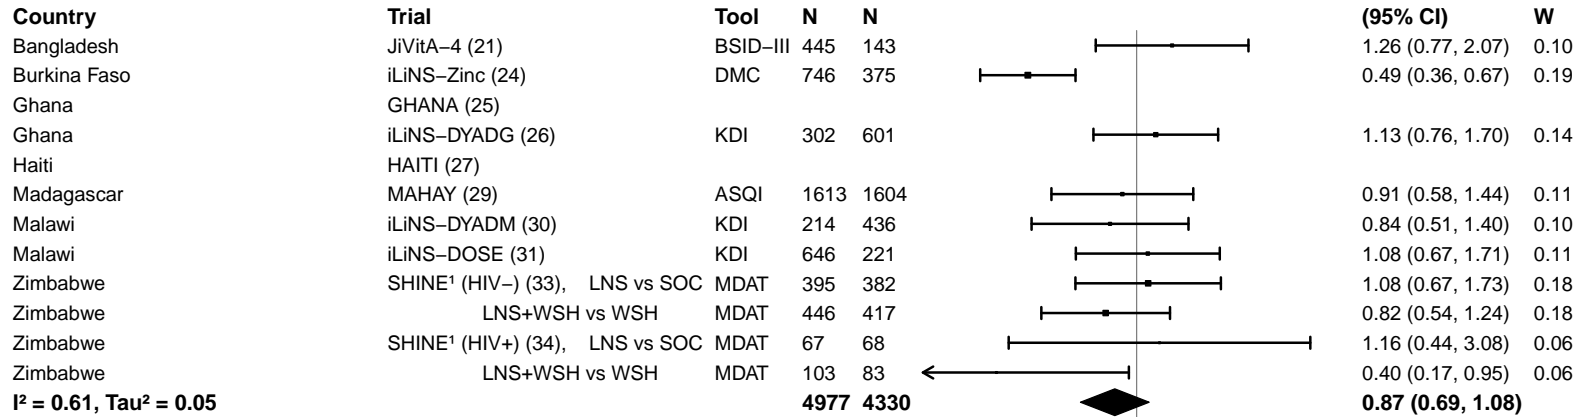 Country Trial Tool N N (95% CI) W
Bangladesh JiVitA−4 (21) BSID−III 445 143 1.26 (0.77, 2.07) 0.10
Burkina Faso iLiNS−Zinc (24) DMC 746 375 0.49 (0.36, 0.67) 0.19
Ghana GHANA (25)
Ghana iLiNS−DYADG (26) KDI 302 601 1.13 (0.76, 1.70) 0.14
Haiti HAITI (27)
Madagascar MAHAY (29) ASQI 1613 1604 0.91 (0.58, 1.44) 0.11
Malawi iLiNS−DYADM (30) KDI 214 436 0.84 (0.51, 1.40) 0.10
Malawi iLiNS−DOSE (31) KDI 646 221 1.08 (0.67, 1.71) 0.11
Zimbabwe SHINE¹ (HIV−) (33), LNS vs SOC MDAT 395 382 1.08 (0.67, 1.73) 0.18
Zimbabwe LNS+WSH vs WSH MDAT 446 417 0.82 (0.54, 1.24) 0.18
Zimbabwe SHINE¹ (HIV+) (34), LNS vs SOC MDAT 67 68 1.16 (0.44, 3.08) 0.06
Zimbabwe LNS+WSH vs WSH MDAT 103 83 0.40 (0.17, 0.95) 0.06
I² = 0.61, Tau² = 0.05 4977 4330 0.87 (0.69, 1.08)